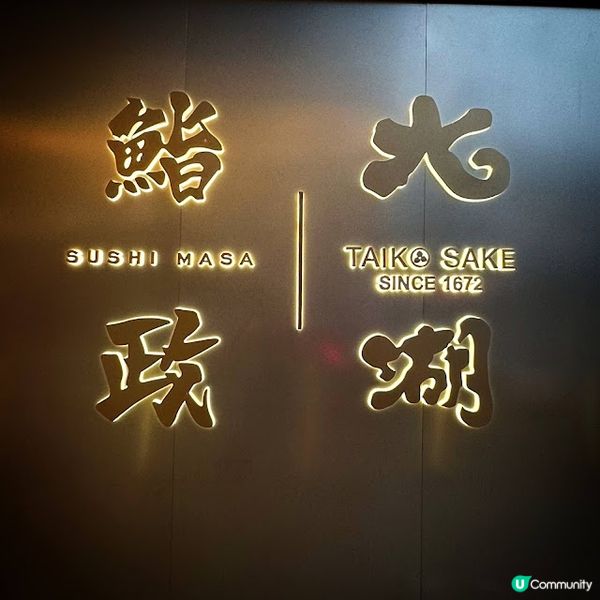 鮨
SUSHI MASA
政
大
TAIKO SAKE
SINCE 1672
湖
U Community